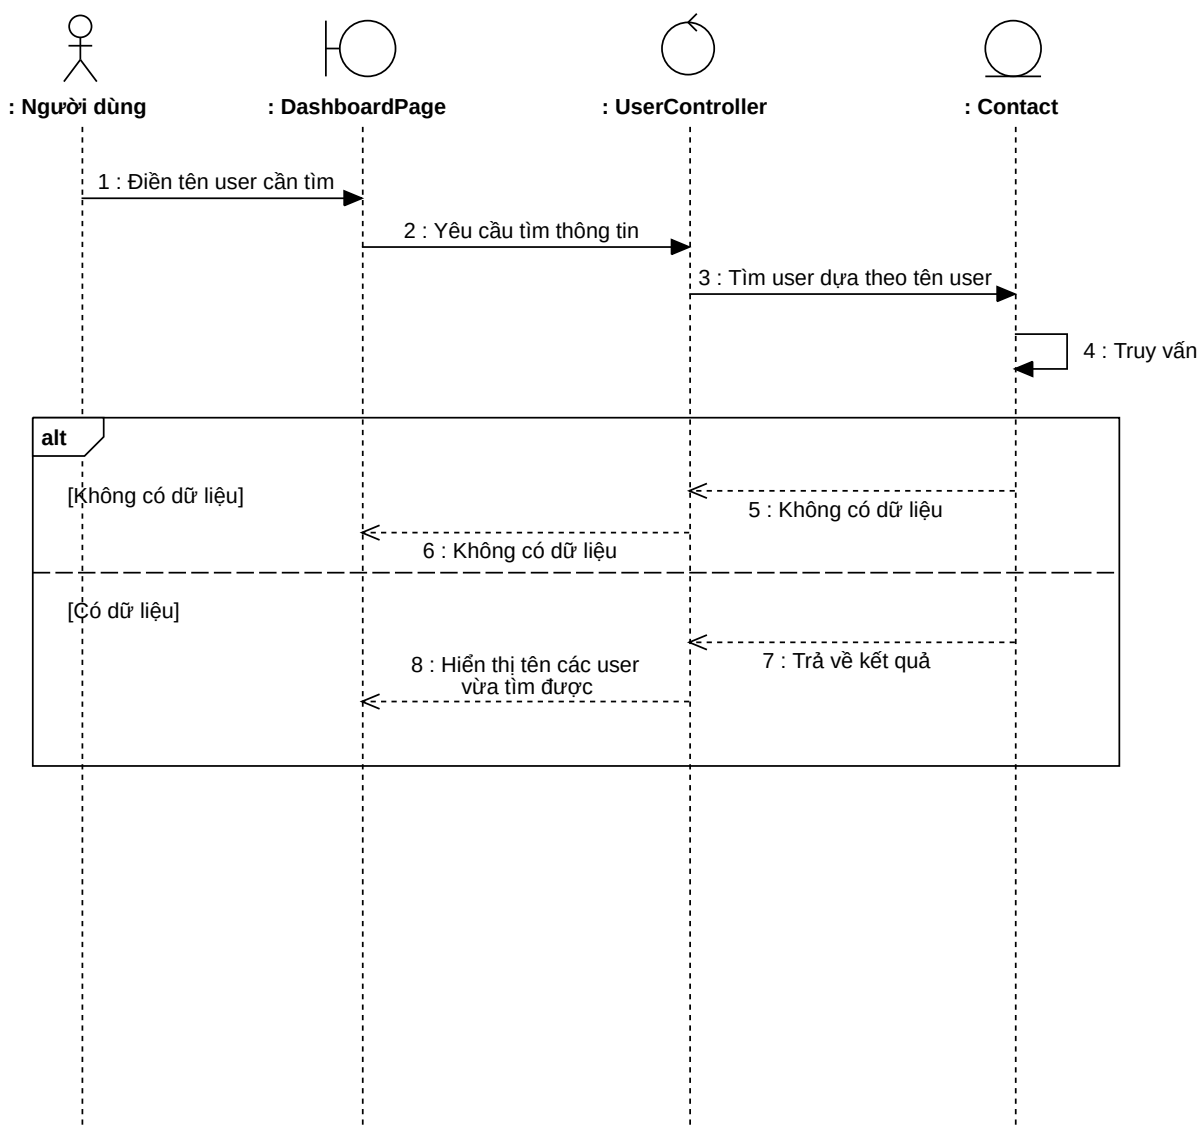 : Người dùng
: DashboardPage
: UserController
: Contact
1 : Điền tên user cần tìm
2 : Yêu cầu tìm thông tin
3 : Tìm user dựa theo tên user
4 : Truy vấn
alt
[Không có dữ liệu]
5 : Không có dữ liệu
6 : Không có dữ liệu
[Có dữ liệu]
7 : Trả về kết quả
8 : Hiển thị tên các user
vừa tìm được